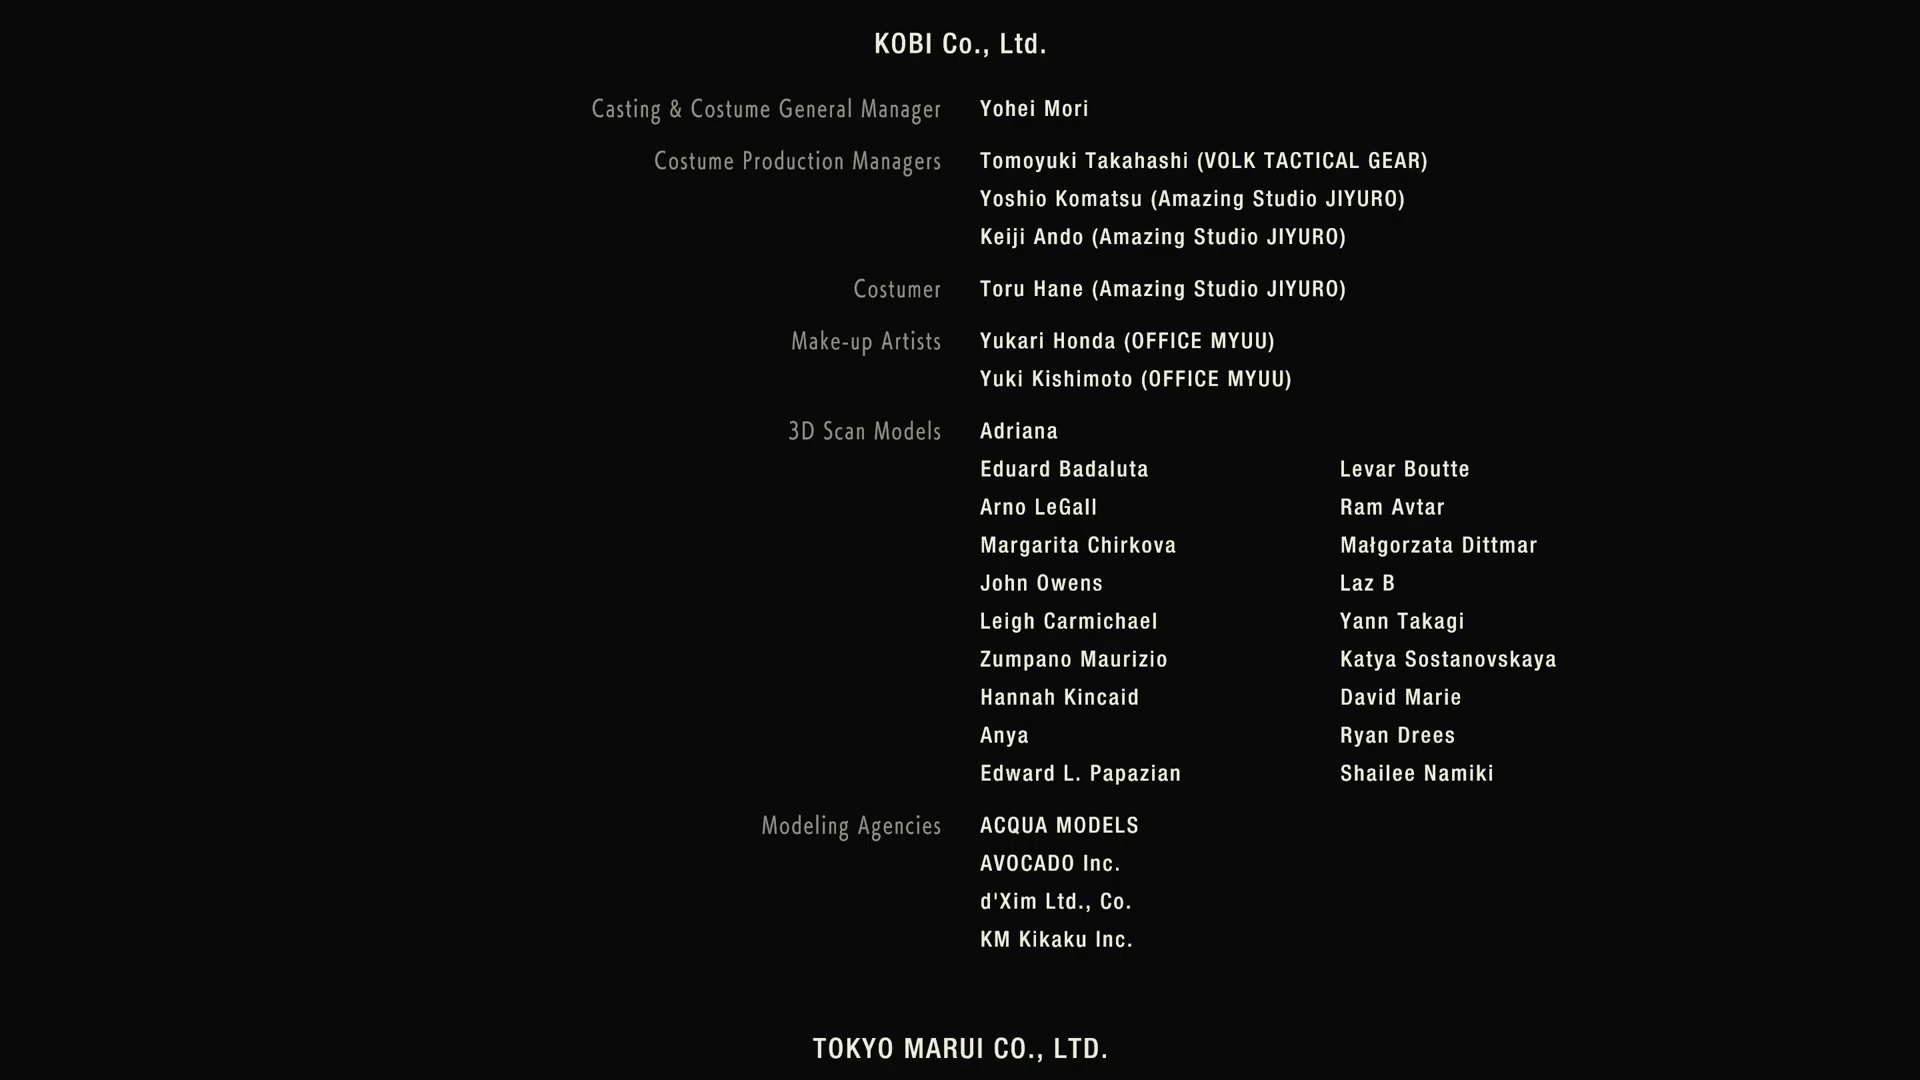 KOBI Co., Ltd.
Casting & Costume General Manager Yohei Mori
Costume Production Managers Tomoyuki Takahashi (VOLK TACTICAL GEAR)
Yoshio Komatsu (Amazing Studio JIYURO)
Keiji Ando (Amazing Studio JIYURO)
Costumer Toru Hane (Amazing Studio JIYURO)
Make-up Artists Yukari Honda (OFFICE MYUU)
Yuki Kishimoto (OFFICE MYUU)
3D Scan Models Adriana
Eduard Badaluta Levar Boutte
Arno LeGall Ram Avtar
Margarita Chirkova Małgorzata Dittmar
John Owens Laz B
Leigh Carmichael Yann Takagi
Zumpano Maurizio Katya Sostanovskaya
Hannah Kincaid David Marie
Anya Ryan Drees
Edward L. Papazian Shailee Namiki
Modeling Agencies ACQUA MODELS
AVOCADO Inc.
d'Xim Ltd., Co.
KM Kikaku Inc.
TOKYO MARUI CO., LTD.